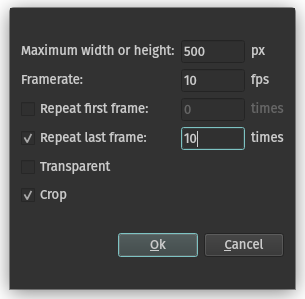 Maximum width or height: 500 px
Framerate: 10 fps
Repeat first frame: 0 times
Repeat last frame: 10 times
Transparent
Crop
Ok Cancel